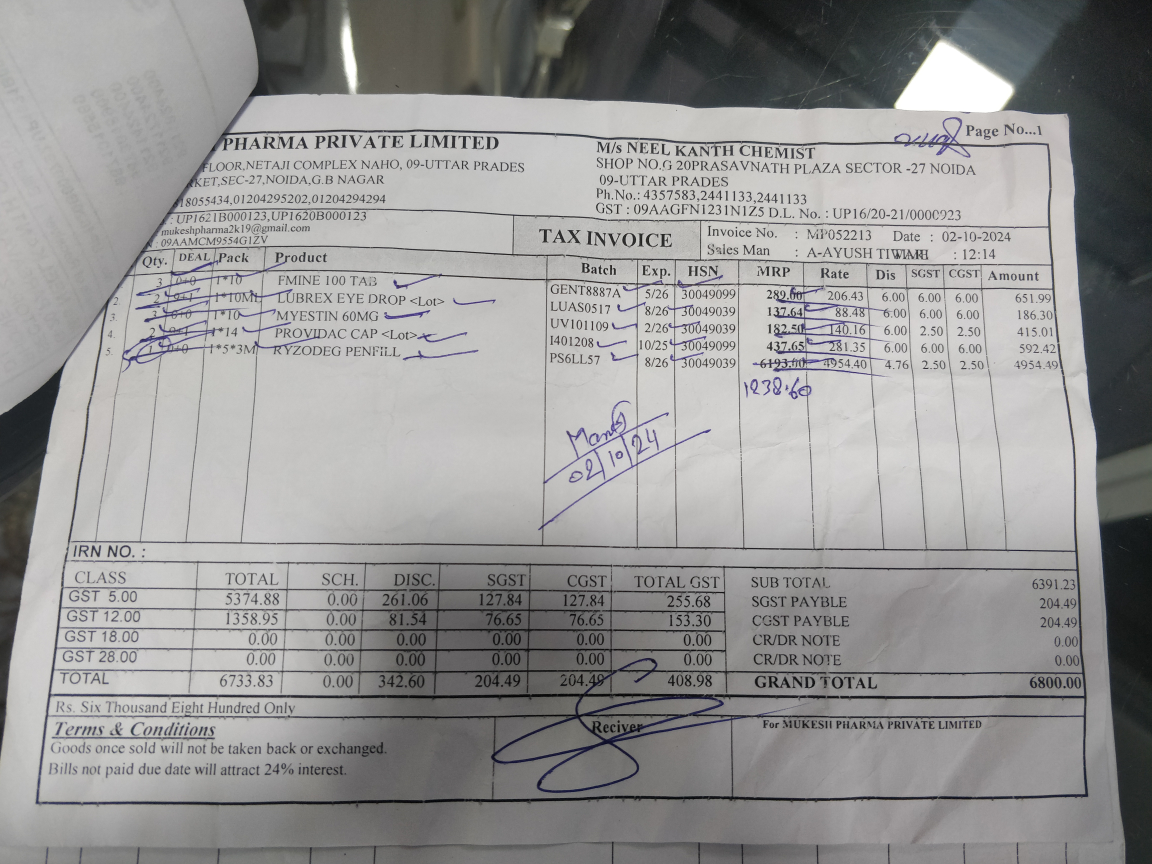 PHARMA PRIVATE LIMITED
FLOOR,NETAJI COMPLEX NAHO, 09-UTTAR PRADES
RKET,SEC-27,NOIDA,G.B NAGAR
18055434,01204295202,01204294294
: UP1621B000123,UP1620B000123
mukeshpharma2k19@gmail.com
: 09AAMCM9554G1ZV
Page No...1
M/s NEEL KANTH CHEMIST
SHOP NO.G 20PRASAVNATH PLAZA SECTOR -27 NOIDA
09-UTTAR PRADES
Ph.No.: 4357583,2441133,2441133
GST : 09AAGFN1231N1Z5 D.L. No. : UP16/20-21/0000923
TAX INVOICE
Invoice No. : MP052213 Date : 02-10-2024
Sales Man : A-AYUSH TIWARI : 12:14
Qty. DEAL Pack Product Batch Exp. HSN MRP Rate Dis SGST CGST Amount
3 0+0 1*10 FMINE 100 TAB GENT8887A 5/26 30049099 289.00 206.43 6.00 6.00 6.00 651.99
2. 2 9+1 1*10Ml LUBREX EYE DROP <Lot> LUAS0517 8/26 30049039 137.64 88.48 6.00 6.00 6.00 186.30
3. 3 0+0 1*10 MYESTIN 60MG UV101109 2/26 30049039 182.50 140.16 6.00 2.50 2.50 415.01
4. 2 9+1 1*14 PROVIDAC CAP <Lot> I401208 10/25 30049099 437.65 281.35 6.00 6.00 6.00 592.42
5. 1 0+0 1*5*3M RYZODEG PENFILL PS6LL57 8/26 30049039 6193.00 4954.40 4.76 2.50 2.50 4954.49
1238.60
02/10/24
IRN NO. :
CLASS TOTAL SCH. DISC. SGST CGST TOTAL GST
GST 5.00 5374.88 0.00 261.06 127.84 127.84 255.68
GST 12.00 1358.95 0.00 81.54 76.65 76.65 153.30
GST 18.00 0.00 0.00 0.00 0.00 0.00 0.00
GST 28.00 0.00 0.00 0.00 0.00 0.00 0.00
TOTAL 6733.83 0.00 342.60 204.49 204.49 408.98
SUB TOTAL 6391.23
SGST PAYBLE 204.49
CGST PAYBLE 204.49
CR/DR NOTE 0.00
CR/DR NOTE 0.00
GRAND TOTAL 6800.00
Rs. Six Thousand Eight Hundred Only
Terms & Conditions
Goods once sold will not be taken back or exchanged.
Bills not paid due date will attract 24% interest.
Reciver
For MUKESH PHARMA PRIVATE LIMITED